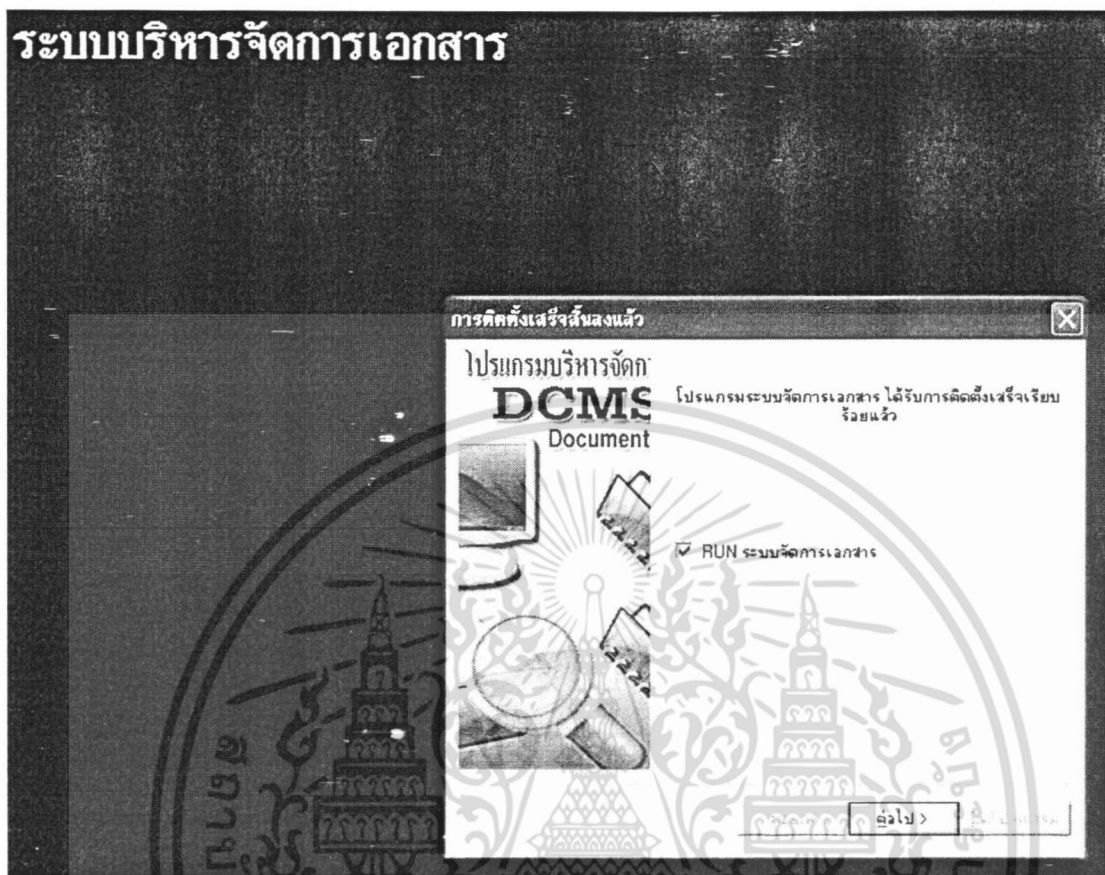 ระบบบริหารจัดการเอกสาร
การติดตั้งเสร็จสิ้นลงแล้ว
โปรแกรมบริหารจัดก
DCMS
Document
โปรแกรมระบบจัดการเอกสาร ได้รับการติดตั้งเสร็จเรียบ
ร้อยแล้ว
RUN ระบบจัดการเอกสาร
ต่อไป >